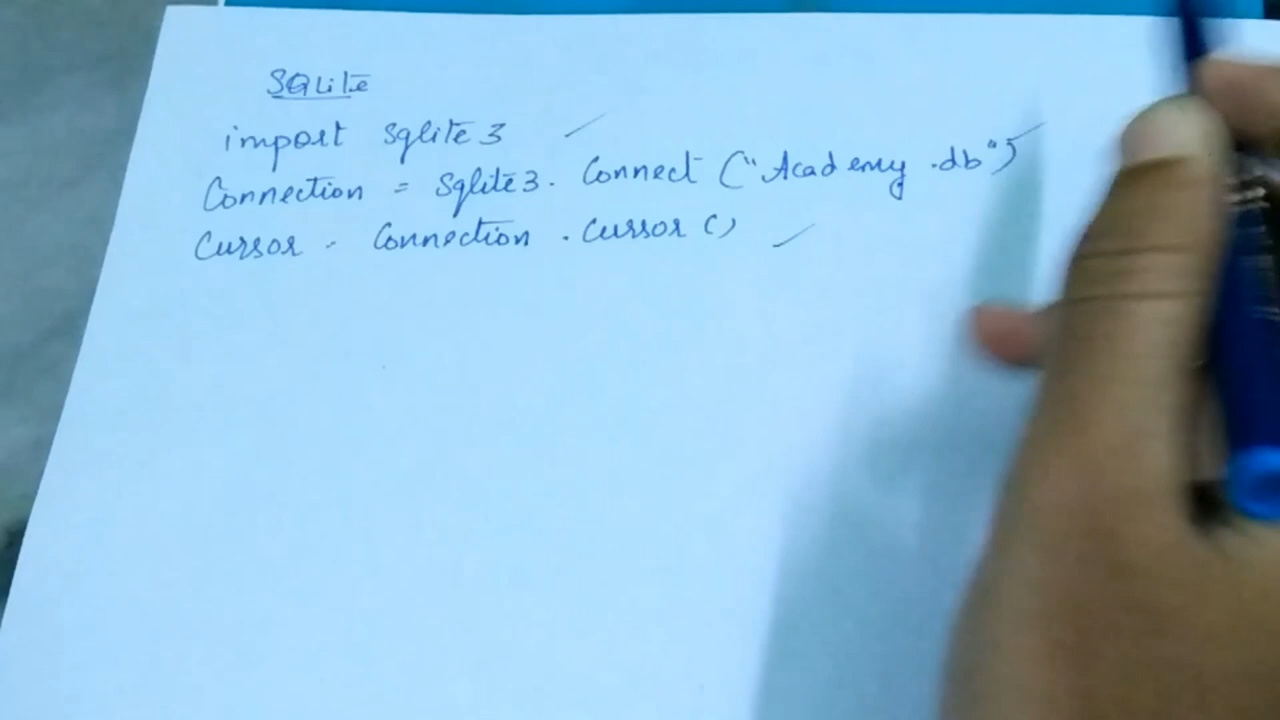 SQLite
import sqlite3
Connection = Sqlite3. Connect ("Academy .db")
Cursor - Connection . Cursor ()